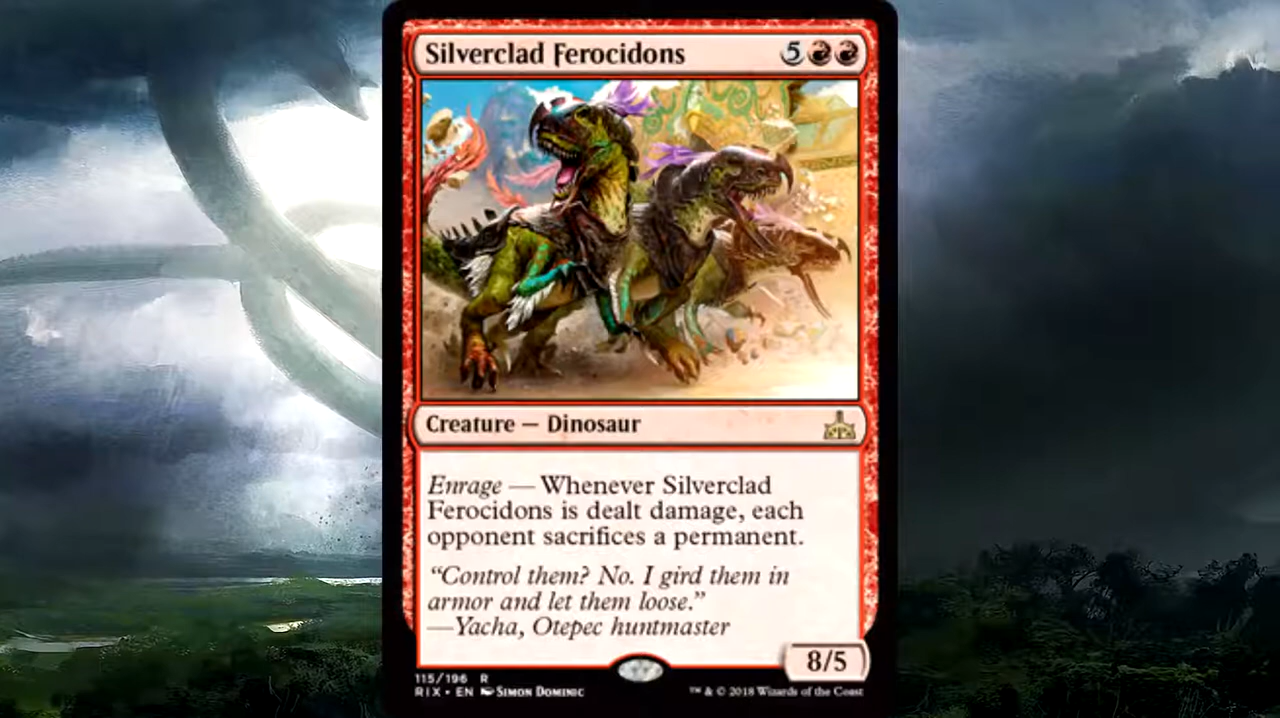 Silverclad Ferocidons 5
Creature — Dinosaur
Enrage — Whenever Silverclad
Ferocidons is dealt damage, each
opponent sacrifices a permanent.
“Control them? No. I gird them in
armor and let them loose.”
—Yacha, Otepec huntmaster
8/5
115/196 R
RIX • EN Simon Dominic
™ & © 2018 Wizards of the Coast